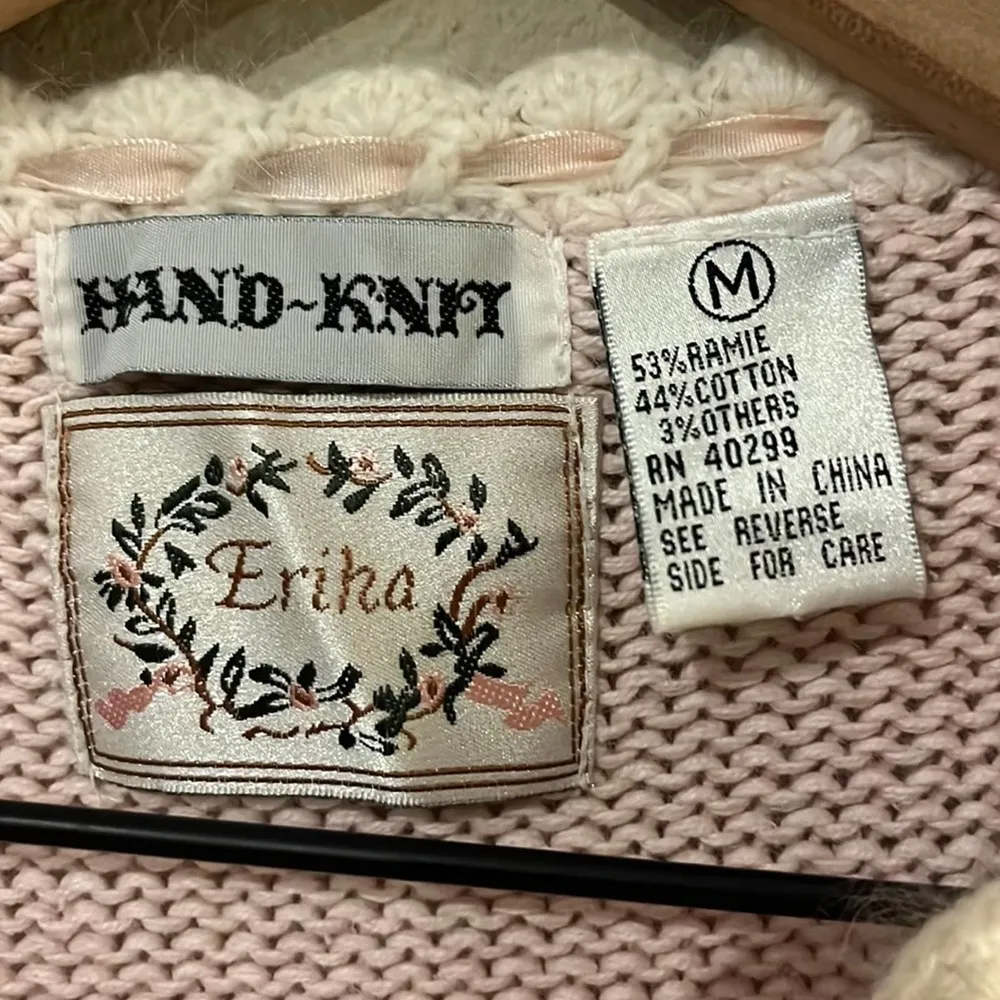 HAND~KNIT
Erika
M
53%RAMIE
44%COTTON
3%OTHERS
RN 40299
MADE IN CHINA
SEE REVERSE
SIDE FOR CARE